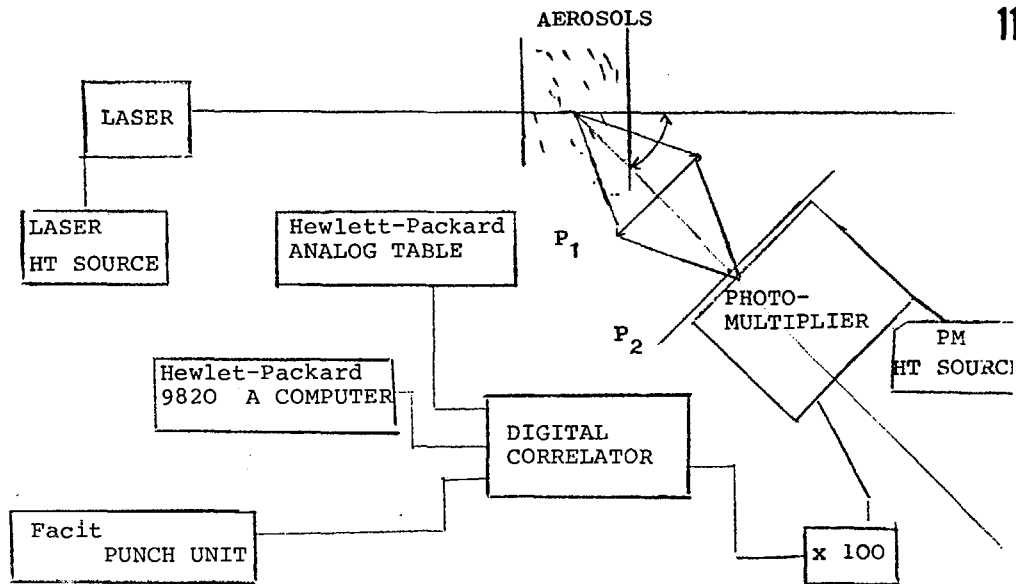 AEROSOLS
11
LASER
LASER
HT SOURCE
Hewlett-Packard
ANALOG TABLE
P1
PHOTO-
MULTIPLIER
P2
PM
HT SOURC
Hewlet-Packard
9820 A COMPUTER
DIGITAL
CORRELATOR
Facit
PUNCH UNIT
x 100